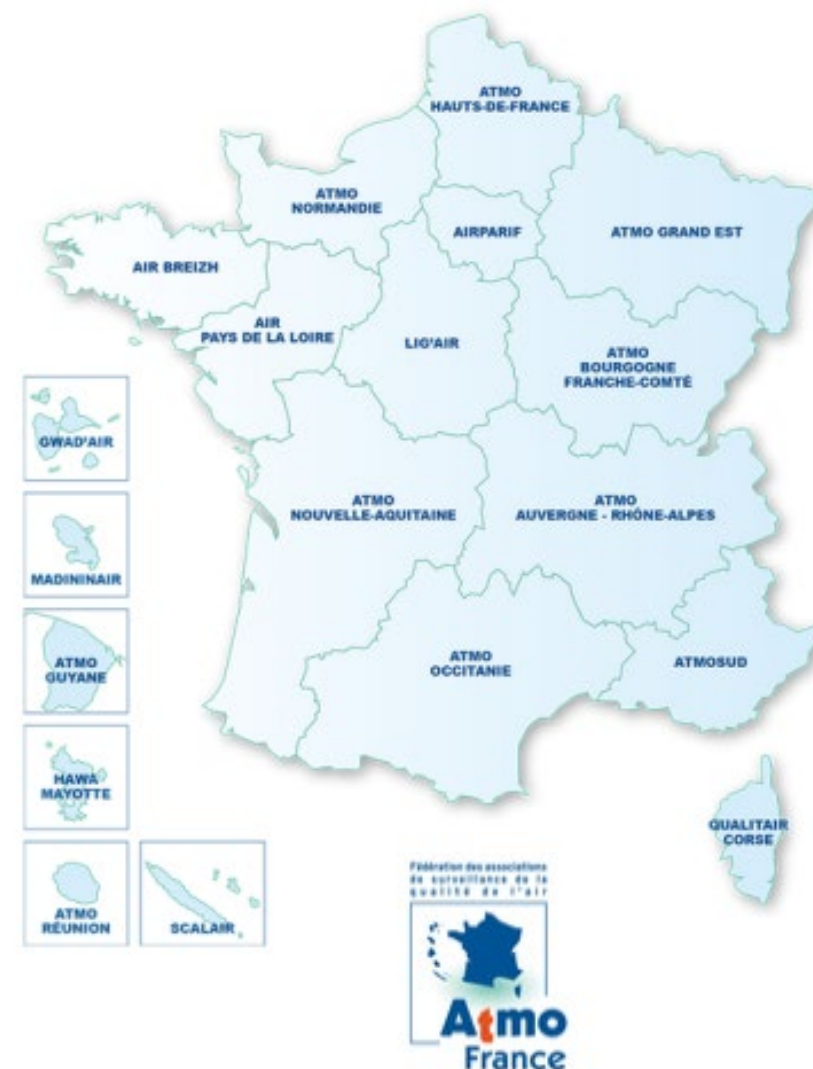 ATMO
HAUTS-DE-FRANCE
ATMO
NORMANDIE
AIRPARIF
ATMO GRAND EST
AIR BREIZH
AIR
PAYS DE LA LOIRE
LIG'AIR
ATMO
BOURGOGNE
FRANCHE-COMTÉ
GWAD'AIR
ATMO
NOUVELLE-AQUITAINE
ATMO
AUVERGNE - RHÔNE-ALPES
MADININAIR
ATMO
GUYANE
ATMO
OCCITANIE
ATMOSUD
HAWA
MAYOTTE
QUALITAIR
CORSE
ATMO
RÉUNION
SCALAIR
Fédération des associations
de surveillance de la
qualité de l'air
Atmo
France